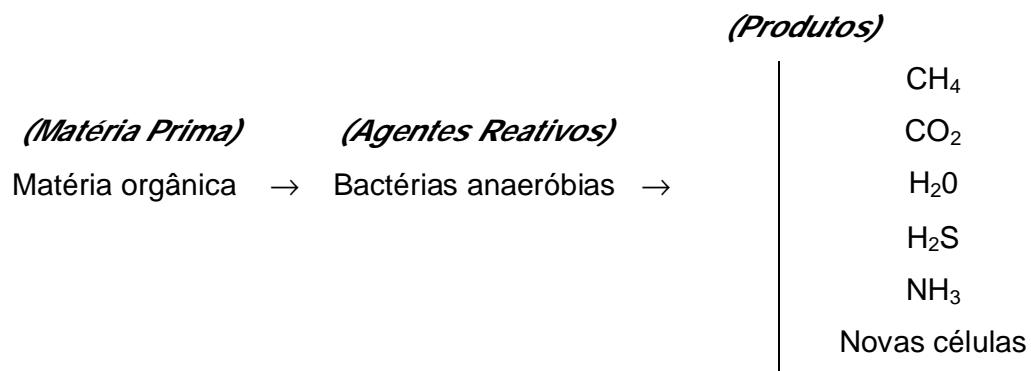 (Produtos)
CH₄
(Matéria Prima) (Agentes Reativos) CO₂
Matéria orgânica → Bactérias anaeróbias → H₂0
H₂S
NH₃
Novas células